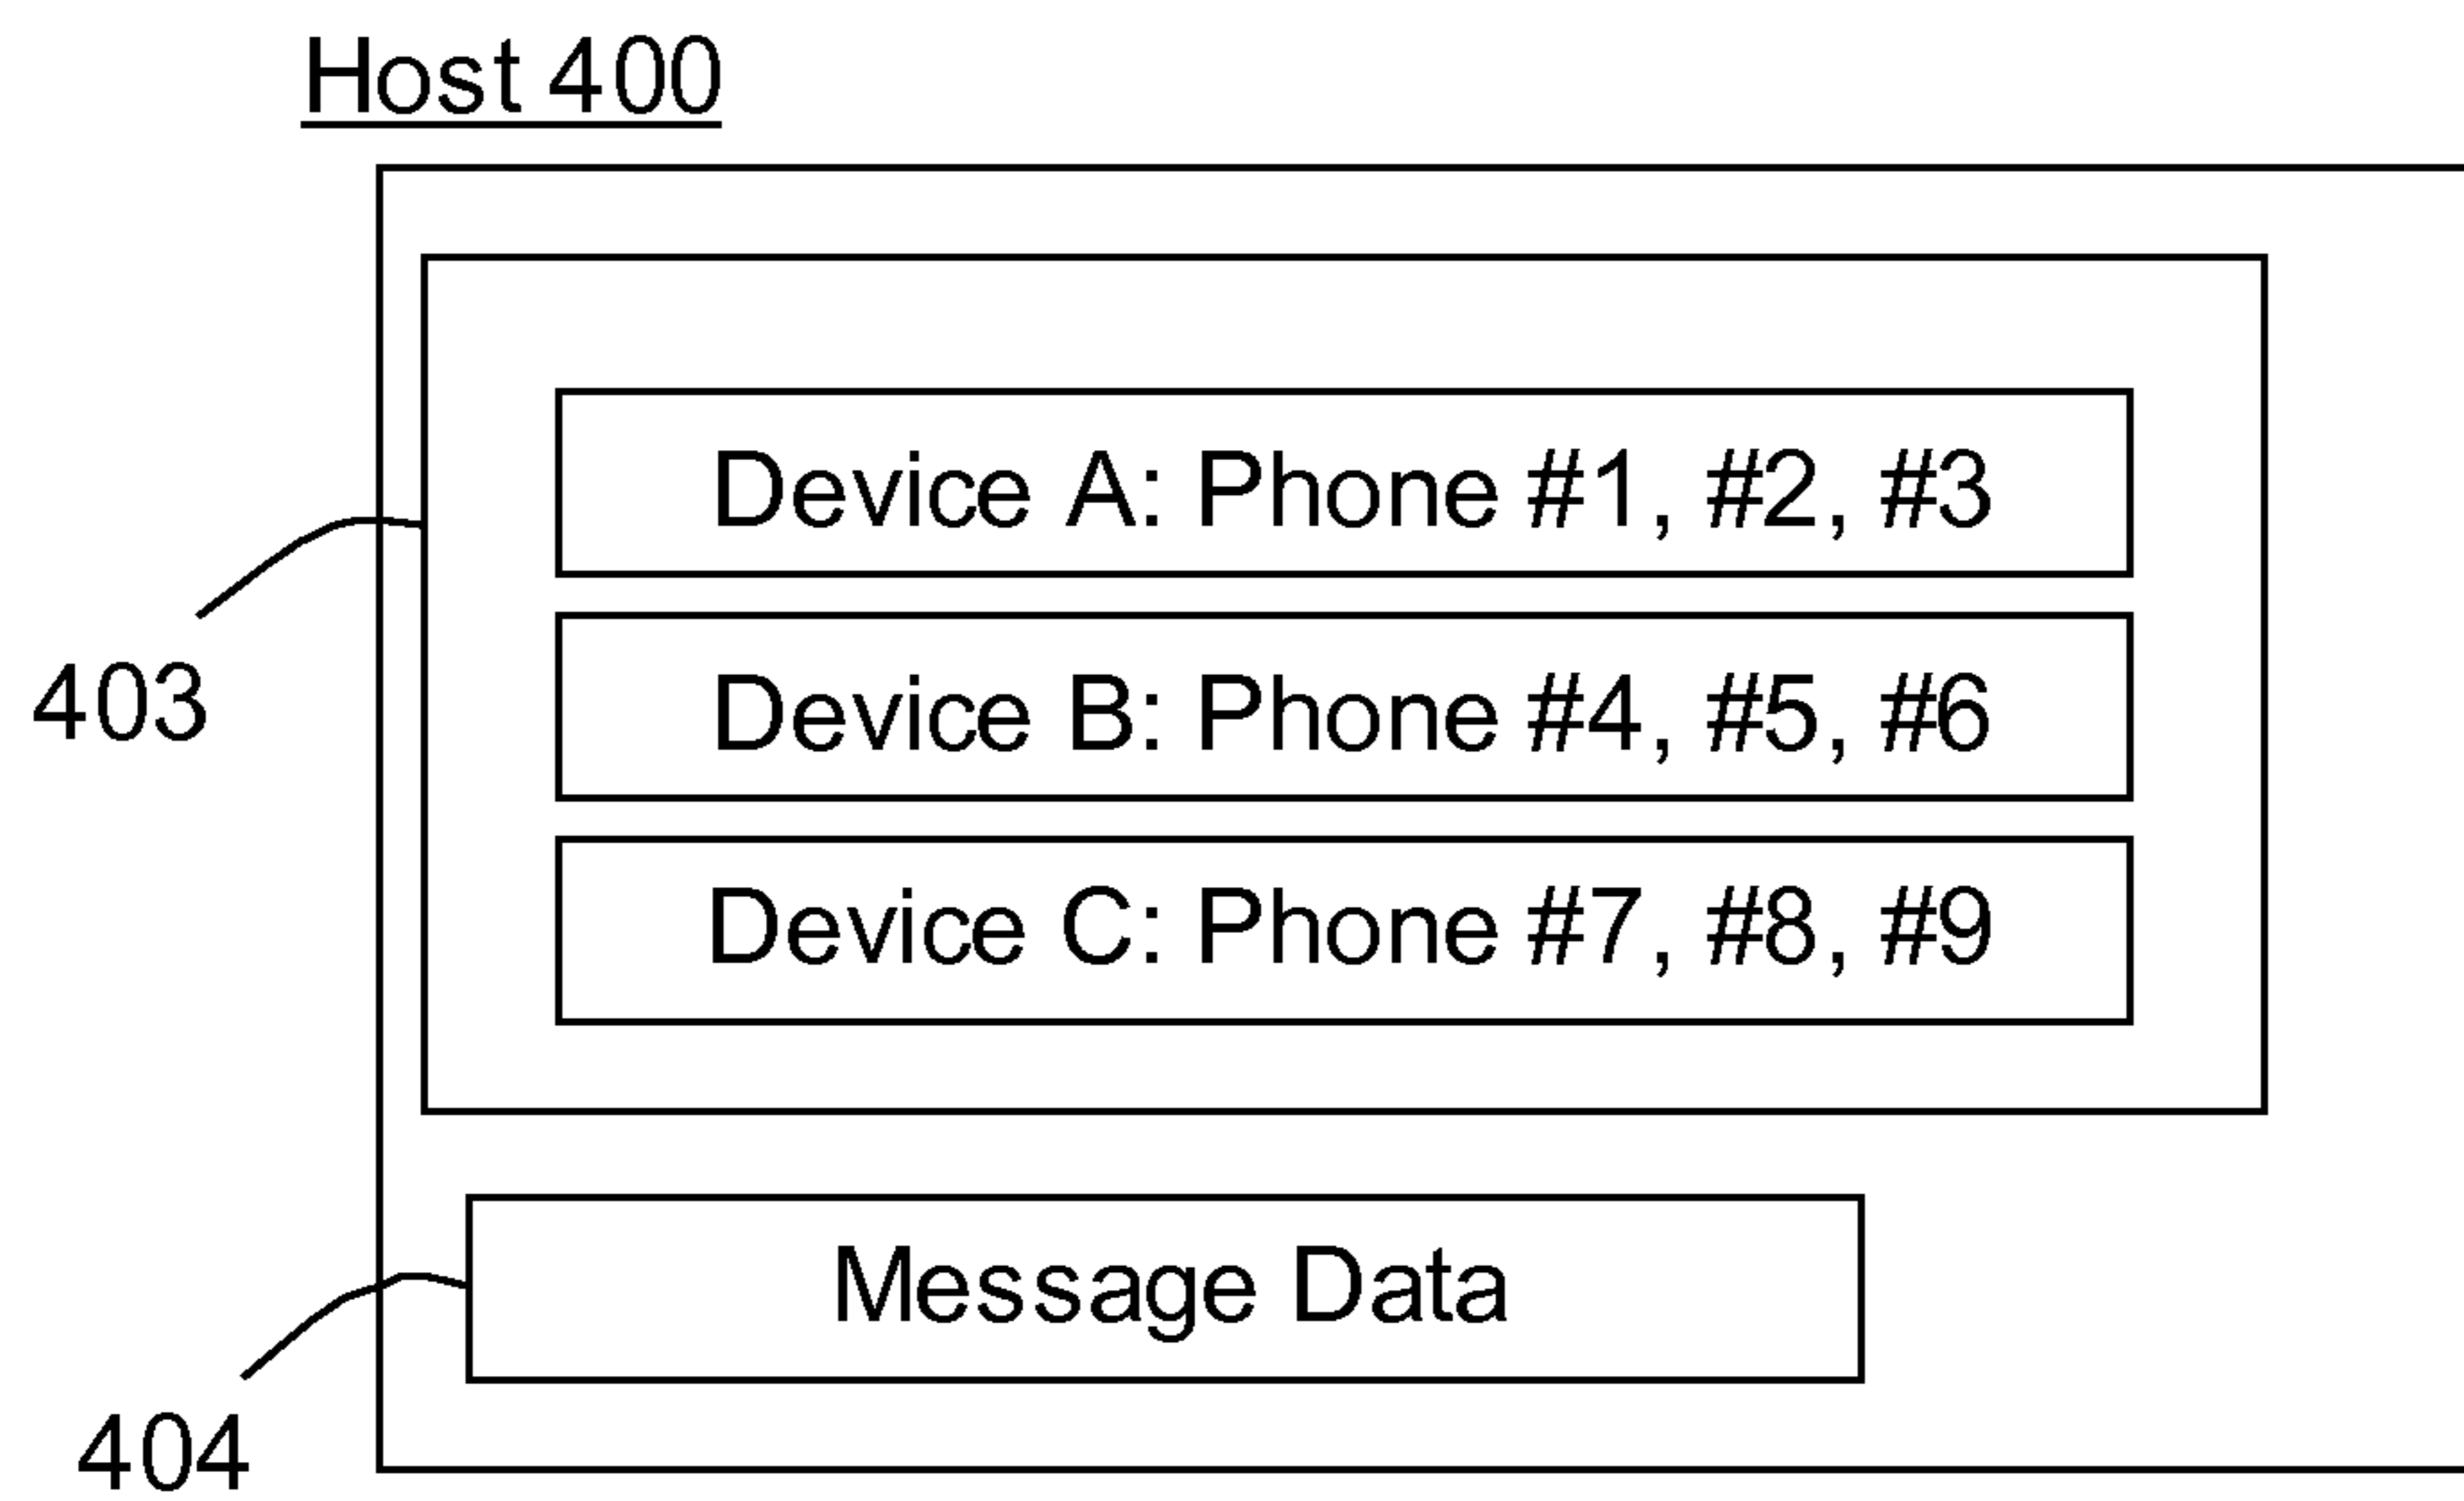 Host 400
Device A: Phone #1, #2, #3
403
Device B: Phone #4, #5, #6
Device C: Phone #7, #8, #9
Message Data
404